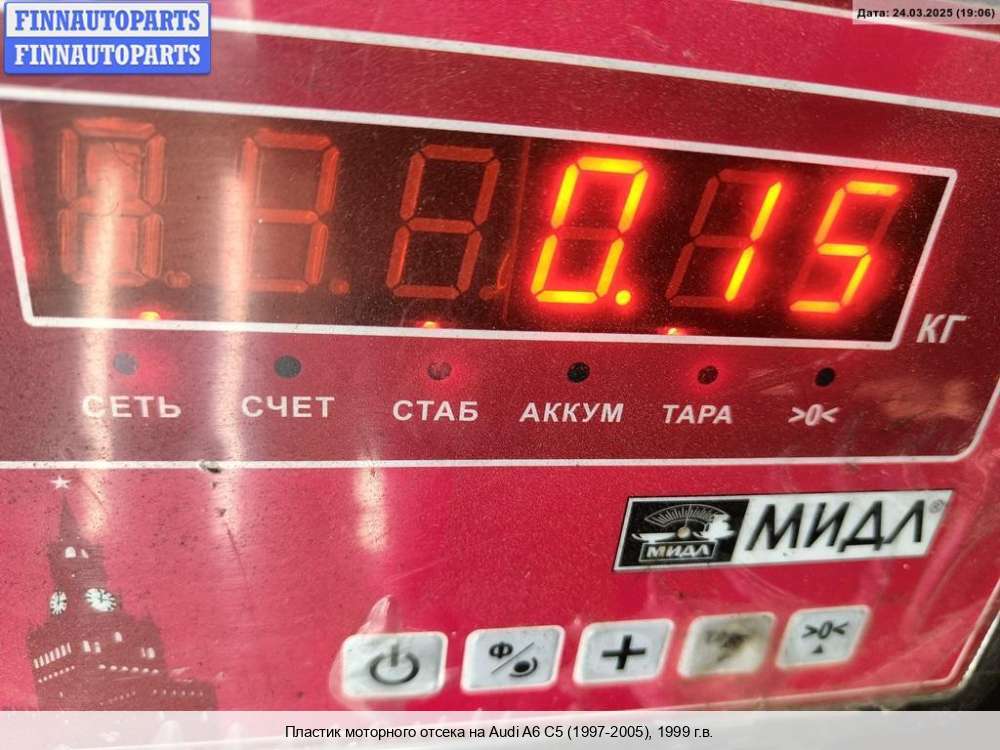 FINNAUTOPARTS
FINNAUTOPARTS
Дата: 24.03.2025 (19:06)
0.15
КГ
СЕТЬ СЧЕТ СТАБ АККУМ ТАРА >0<
МИДЛ МИДЛ®
Ф + >0<
Пластик моторного отсека на Audi A6 C5 (1997-2005), 1999 г.в.